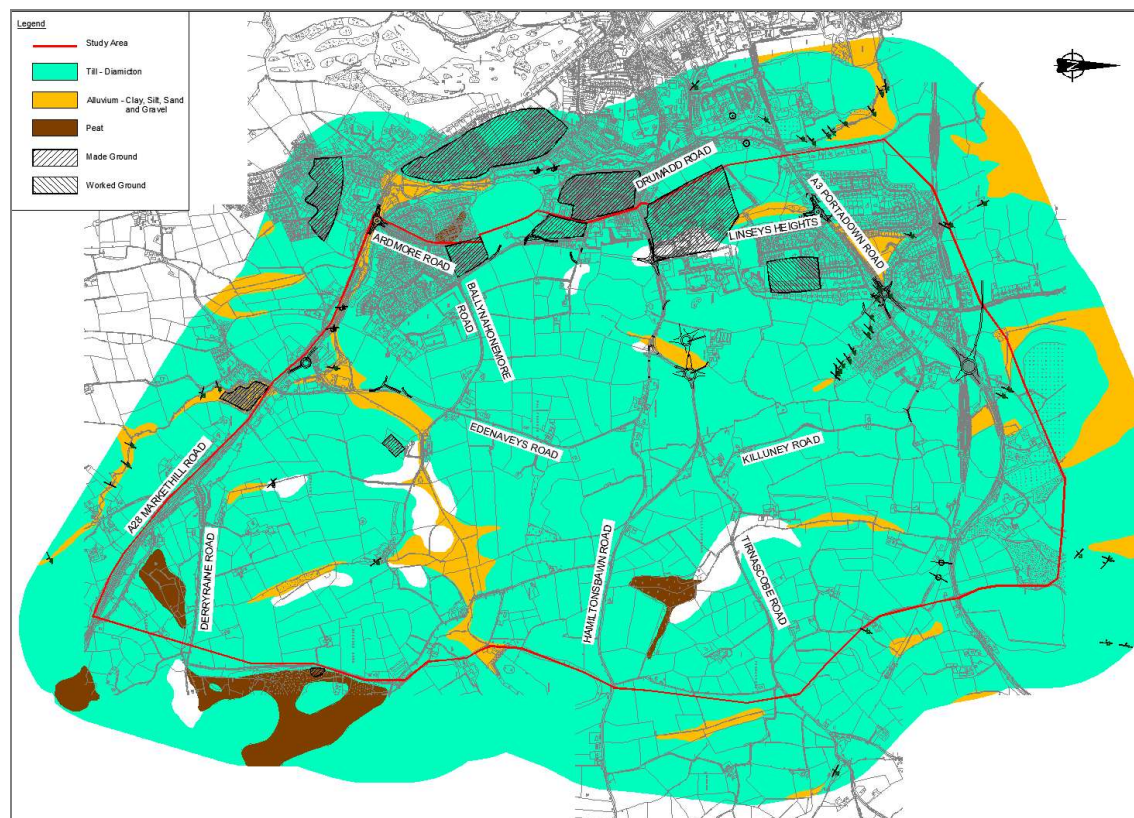 Legend
Study Area
Till - Diamicton
Alluvium - Clay, Silt, Sand
and Gravel
Peat
Made Ground
Worked Ground
DRUMADD ROAD
A3 PORTADOWN ROAD
LINSEYS HEIGHTS
ARDMORE ROAD
BALLYNAHONEMORE
ROAD
EDENAVEYS ROAD
KILLUNEY ROAD
A28 MARKETHILL ROAD
DERRYRAINE ROAD
HAMILTONSBAWN ROAD
TIRNASCOBE ROAD